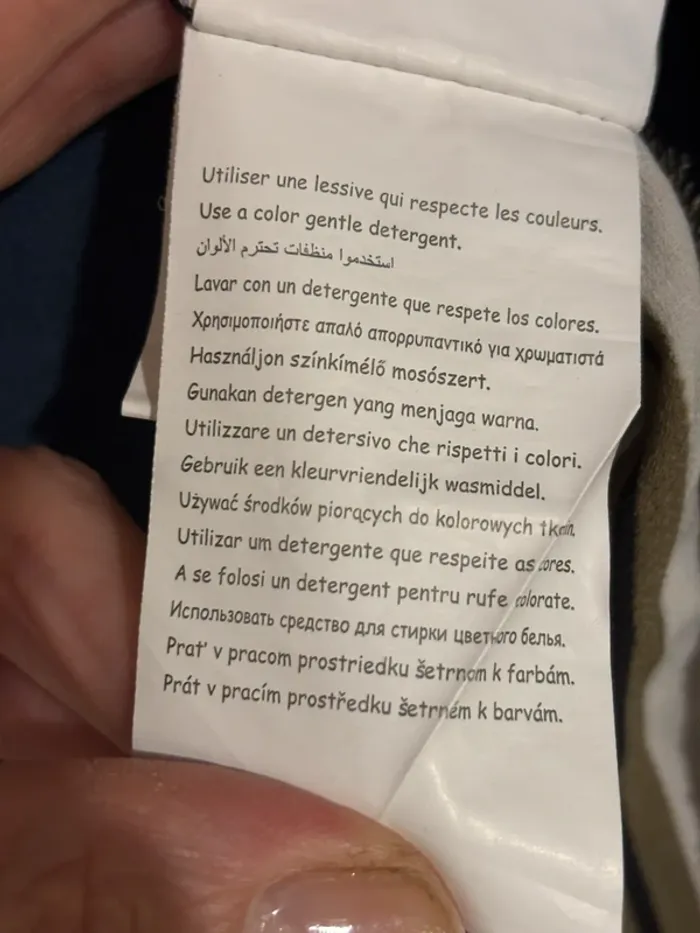 Utiliser une lessive qui respecte les couleurs.
Use a color gentle detergent.
استخدموا منظفات تحترم الألوان
Lavar con un detergente que respete los colores.
Χρησιμοποιήστε απαλό απορρυπαντικό για χρωματιστά
Használjon színkímélő mosószert.
Gunakan detergen yang menjaga warna.
Utilizzare un detersivo che rispetti i colori.
Gebruik een kleurvriendelijk wasmiddel.
Używać środków piorących do kolorowych tkanin.
Utilizar um detergente que respeite as cores.
A se folosi un detergent pentru rufe colorate.
Использовать средство для стирки цветного белья.
Prať v pracom prostriedku šetrnom k farbám.
Prát v pracím prostředku šetrném k barvám.